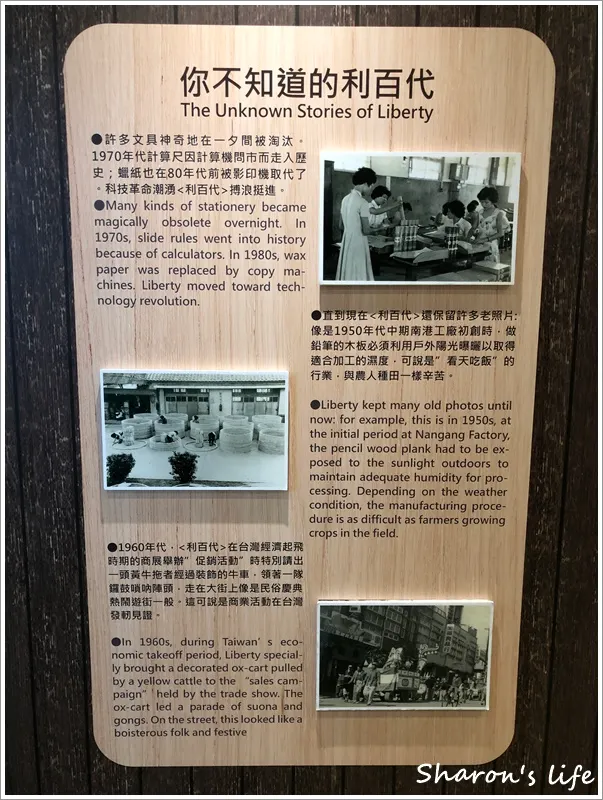 你不知道的利百代
The Unknown Stories of Liberty
●許多文具神奇地在一夕間被淘汰。
1970年代計算尺因計算機問市而走入歷
史；蠟紙也在80年代前被影印機取代了
。科技革命潮湧<利百代>搏浪挺進。
●Many kinds of stationery became
magically obsolete overnight. In
1970s, slide rules went into history
because of calculators. In 1980s, wax
paper was replaced by copy ma-
chines. Liberty moved toward tech-
nology revolution.
●直到現在<利百代>還保留許多老照片:
像是1950年代中期南港工廠初創時，做
鉛筆的木板必須利用戶外陽光曝曬以取得
適合加工的濕度，可說是”看天吃飯”的
行業，與農人種田一樣辛苦。
●Liberty kept many old photos until
now: for example, this is in 1950s, at
the initial period at Nangang Factory,
the pencil wood plank had to be ex-
posed to the sunlight outdoors to
maintain adequate humidity for pro-
cessing. Depending on the weather
condition, the manufacturing proce-
dure is as difficult as farmers growing
crops in the field.
●1960年代，<利百代>在台灣經濟起飛
時期的商展舉辦”促銷活動”時特別請出
一頭黃牛拖著經過裝飾的牛車，領著一隊
鑼鼓嗩吶陣頭，走在大街上像是民俗慶典
熱鬧遊街一般。這可說是商業活動在台灣
發軔見證。
●In 1960s, during Taiwan’s eco-
nomic takeoff period, Liberty special-
ly brought a decorated ox-cart pulled
by a yellow cattle to the “sales cam-
paign” held by the trade show. The
ox-cart led a parade of suona and
gongs. On the street, this looked like a
boisterous folk and festive
Sharon's life